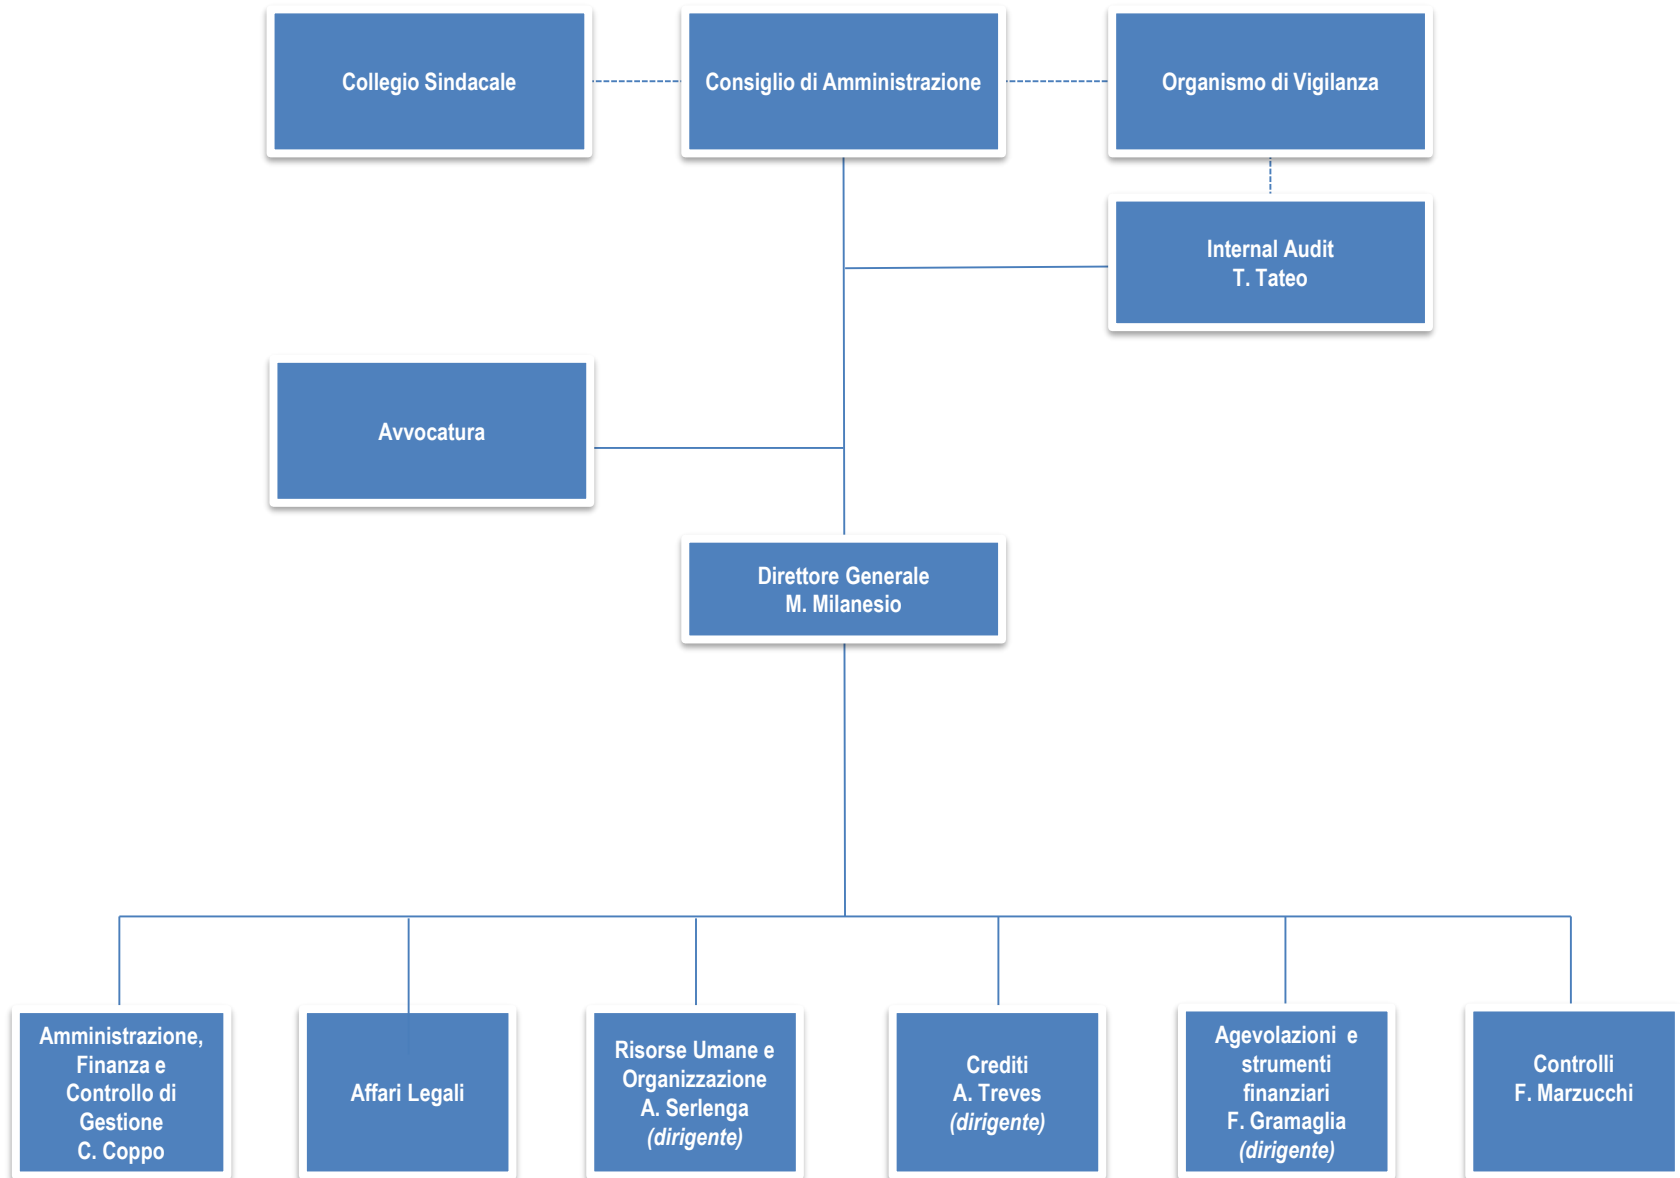 Collegio Sindacale
Consiglio di Amministrazione
Organismo di Vigilanza
Internal Audit
T. Tateo
Avvocatura
Direttore Generale
M. Milanesio
Amministrazione,
Finanza e
Controllo di
Gestione
C. Coppo
Affari Legali
Risorse Umane e
Organizzazione
A. Serlenga
(dirigente)
Crediti
A. Treves
(dirigente)
Agevolazioni e
strumenti
finanziari
F. Gramaglia
(dirigente)
Controlli
F. Marzucchi